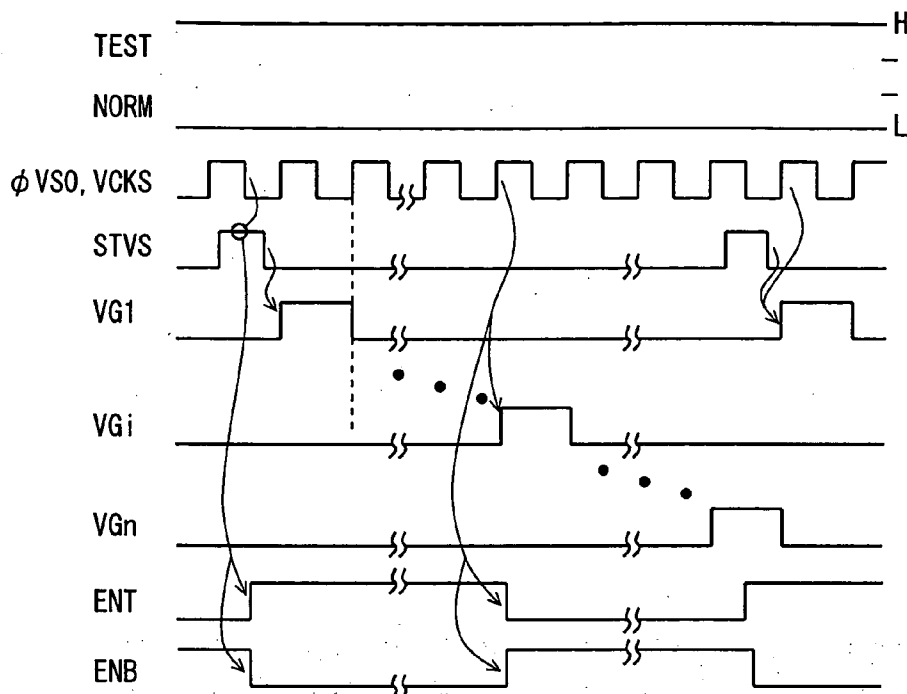 H
TEST
NORM
L
φVSO, VCKS
STVS
VG1
VGi
VGn
ENT
ENB